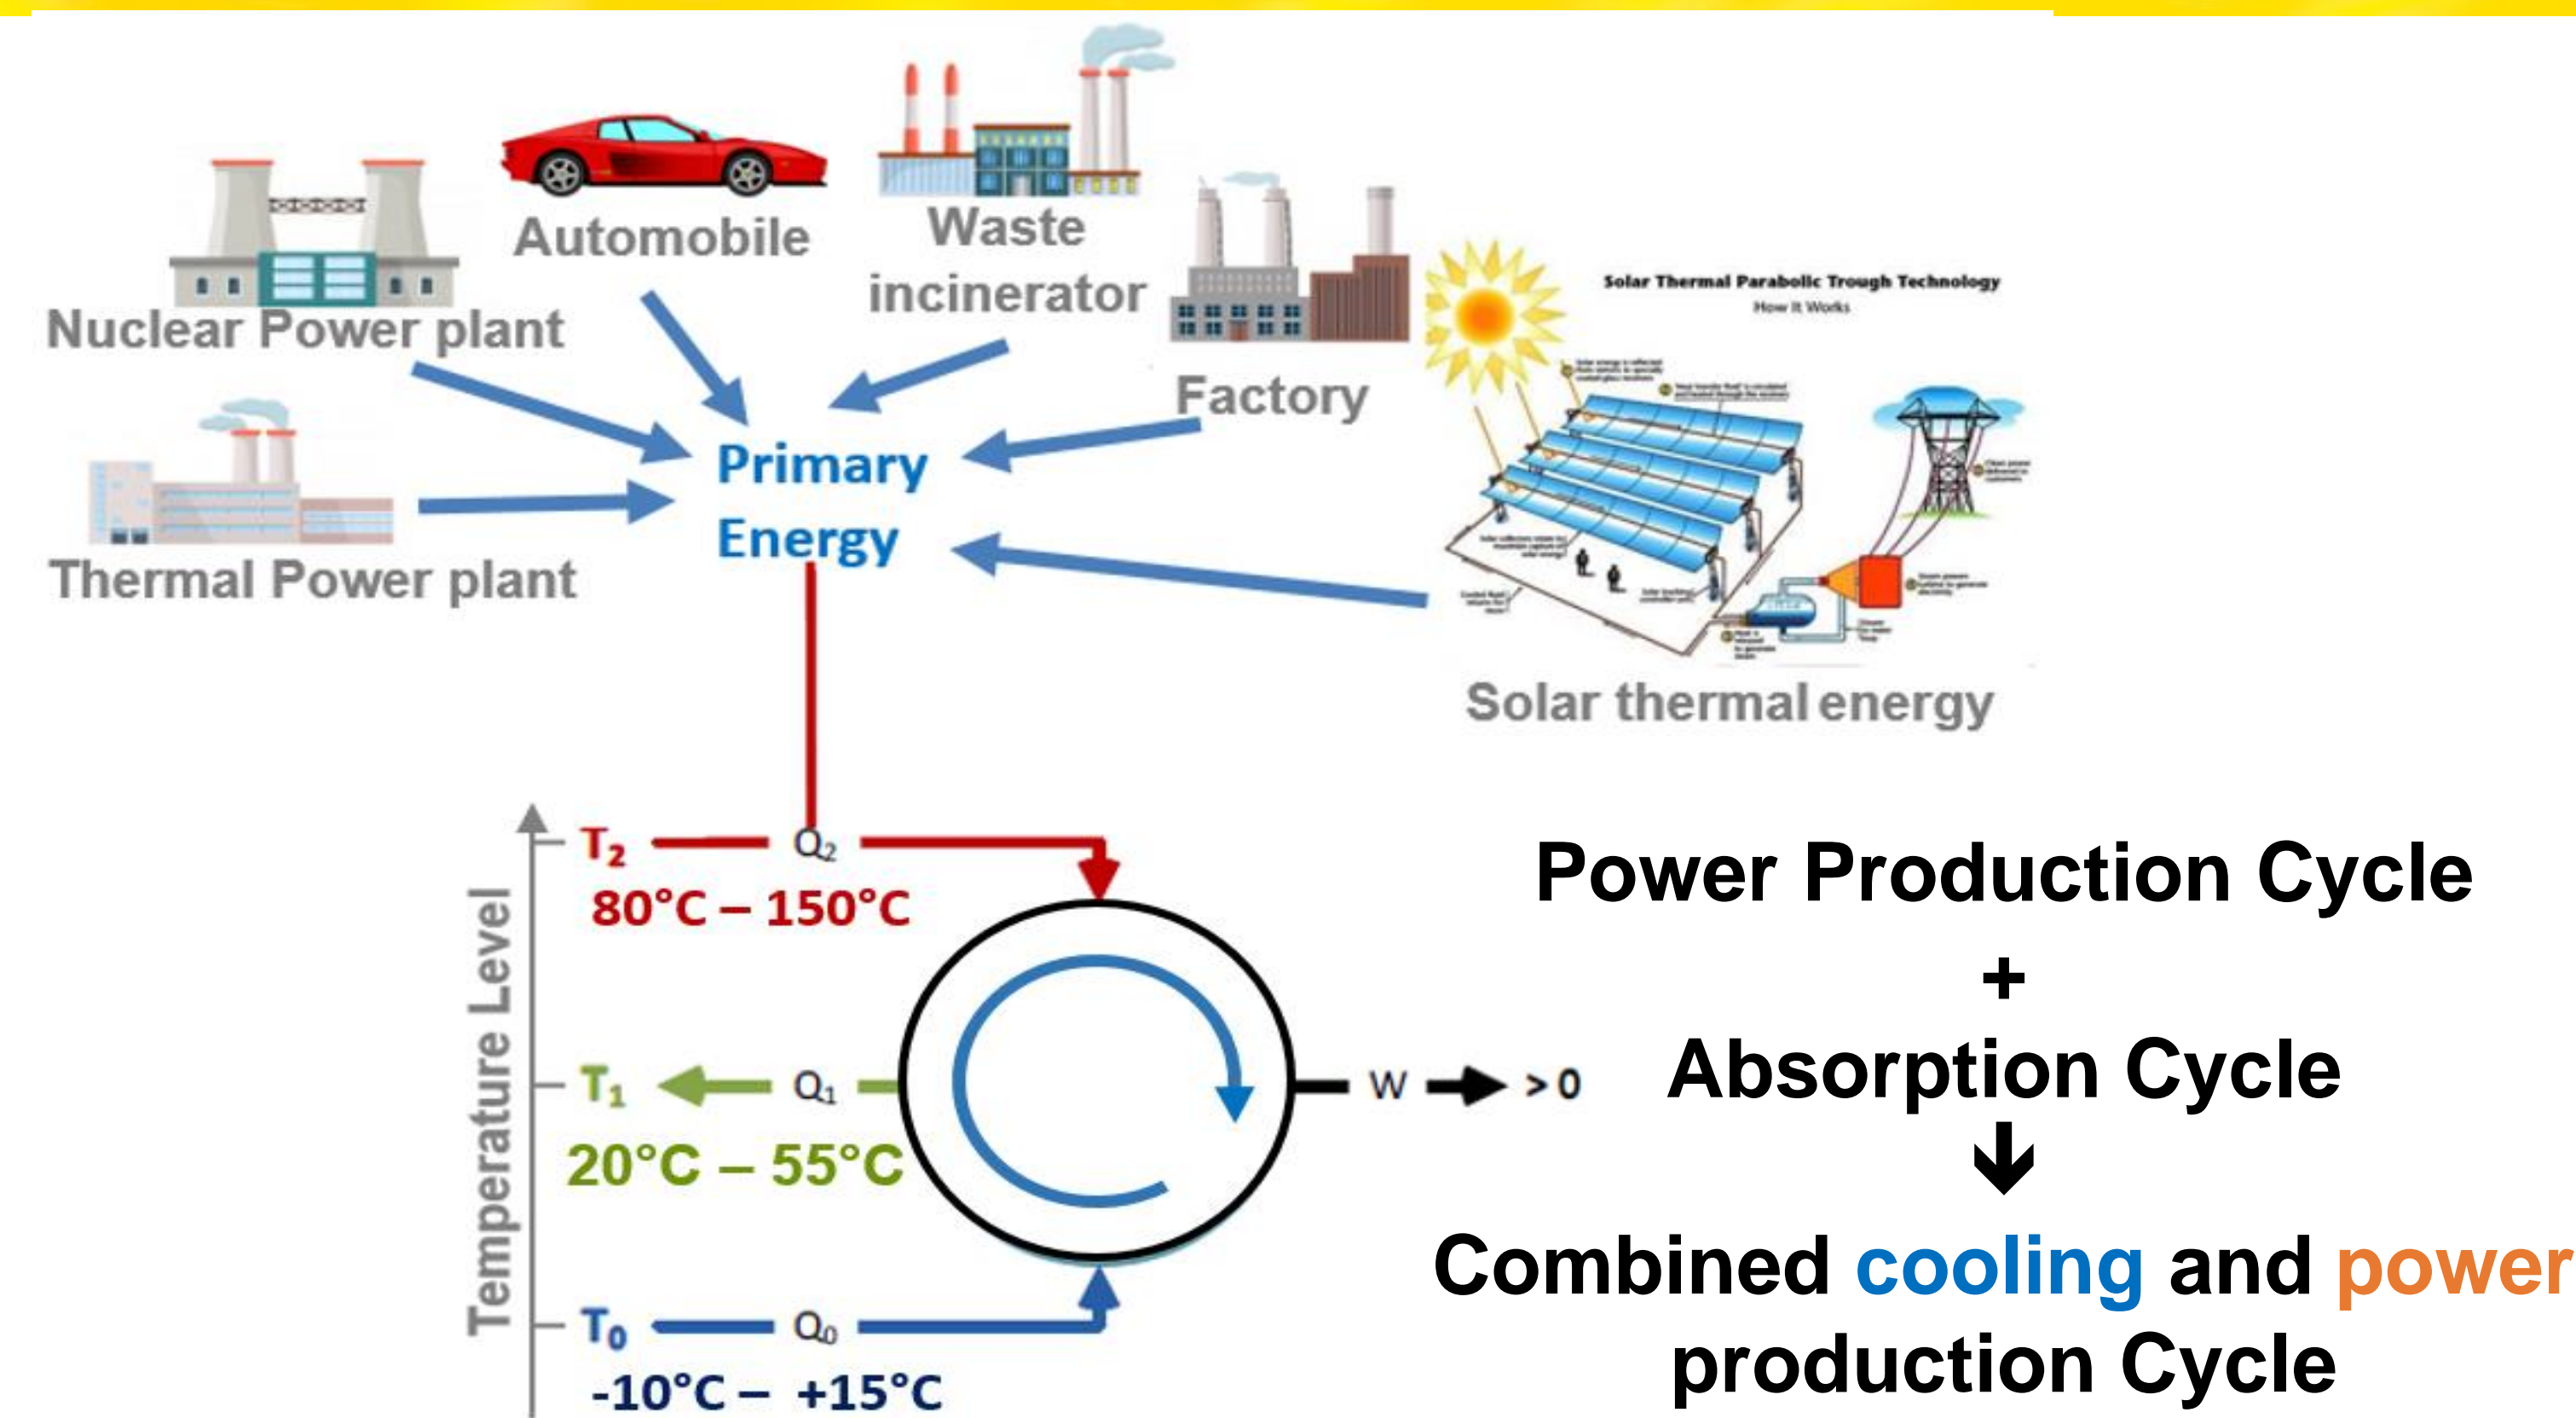 Automobile
Waste
incinerator
Nuclear Power plant
Factory
Solar Thermal Parabolic Trough Technology
How It Works
Primary
Energy
Thermal Power plant
Solar thermal energy
Temperature Level
T₂
Q₂
80°C – 150°C
T₁
Q₁
W
> 0
20°C – 55°C
T₀
Q₀
-10°C – +15°C
Power Production Cycle
+
Absorption Cycle
↓
Combined cooling and power
production Cycle